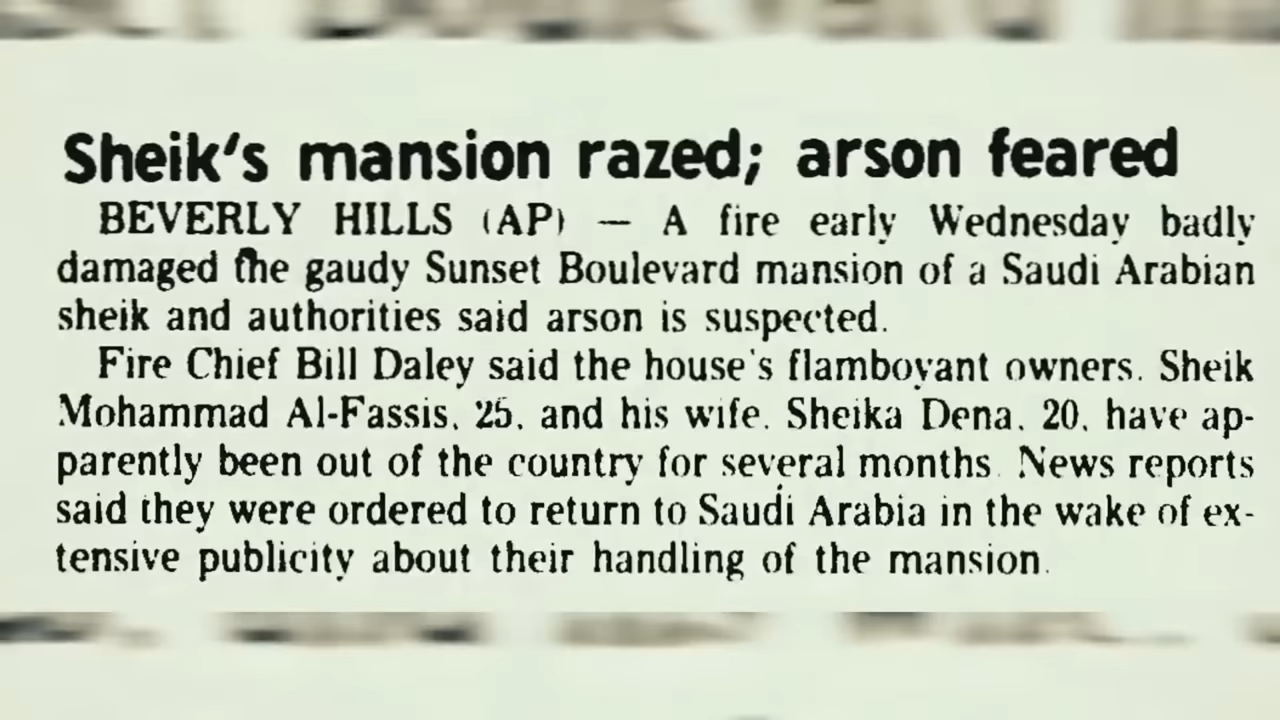 Sheik's mansion razed; arson feared
BEVERLY HILLS (AP) — A fire early Wednesday badly
damaged the gaudy Sunset Boulevard mansion of a Saudi Arabian
sheik and authorities said arson is suspected.
Fire Chief Bill Daley said the house's flamboyant owners. Sheik
Mohammad Al-Fassis, 25, and his wife, Sheika Dena, 20, have ap-
parently been out of the country for several months. News reports
said they were ordered to return to Saudi Arabia in the wake of ex-
tensive publicity about their handling of the mansion.